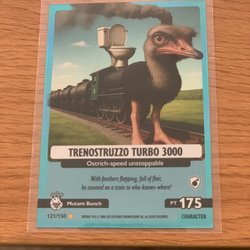 TRENOSTRUZZO TURBO 3000
Ostrich-speed unstoppable
With feathers flapping, full of flair,
he zoomed on a train to who-knows-where!
Mutant Bunch
PT 175
121/150
CHARACTER